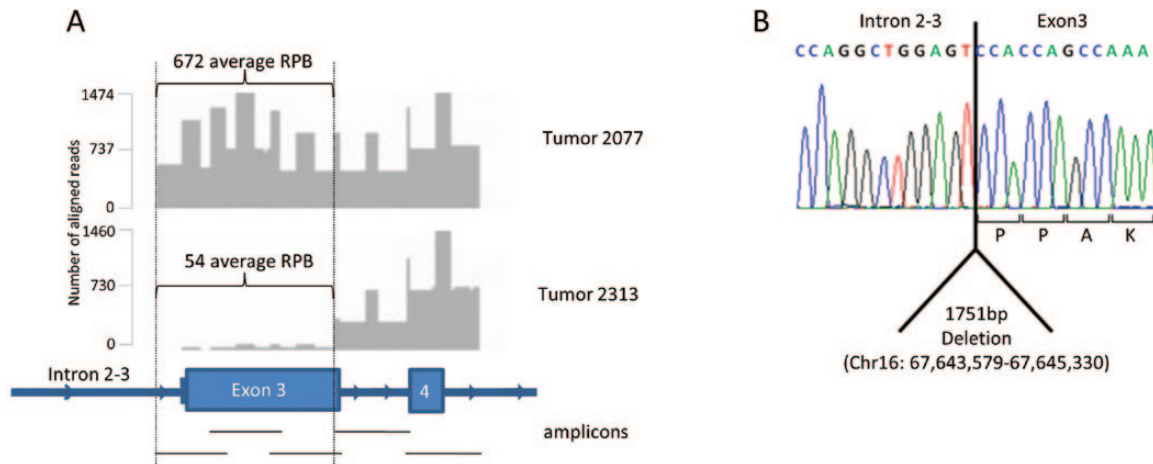 A
672 average RPB
1474
737
0
Number of aligned reads
Tumor 2077
1460
730
0
54 average RPB
Tumor 2313
Intron 2-3
Exon 3
4
amplicons
B
Intron 2-3 Exon3
CCAGGCTGGAGTCCACCAGCCAAA
P P A K
1751bp
Deletion
(Chr16: 67,643,579-67,645,330)